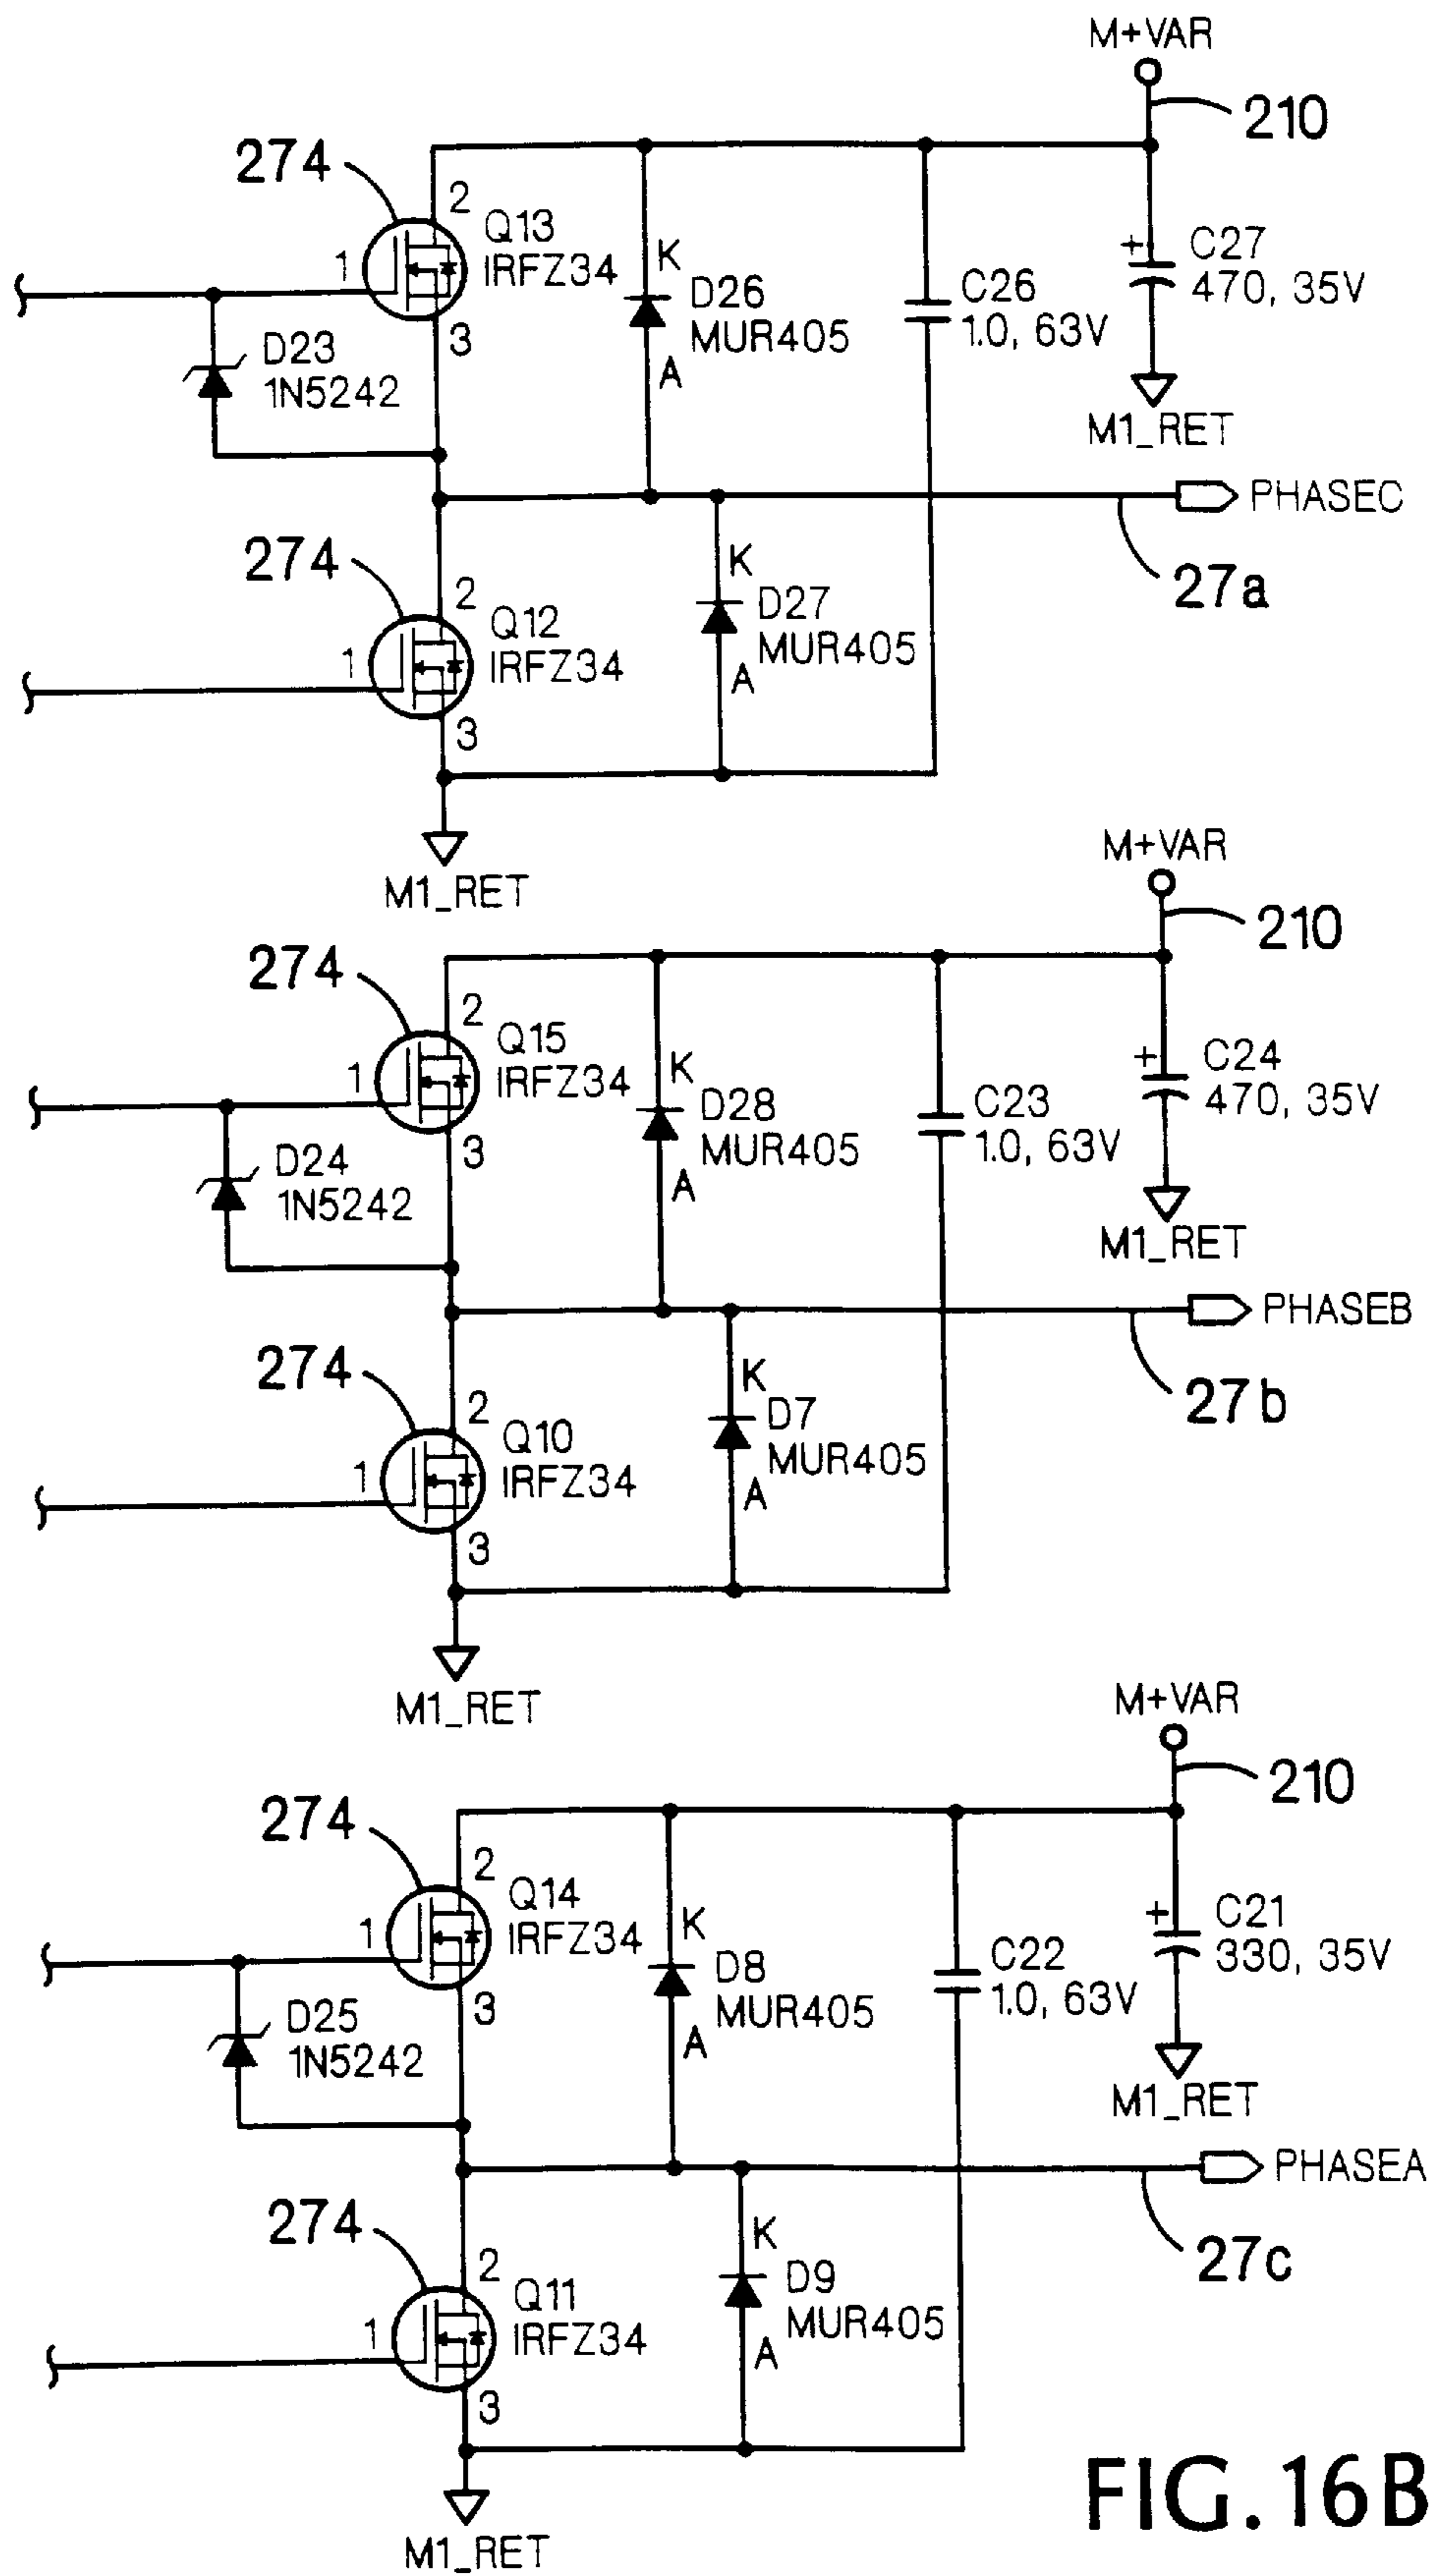 M+VAR
210
274
2
Q13
IRFZ34
1
3
D23
1N5242
K
D26
MUR405
A
C26
1.0, 63V
+
C27
470, 35V
M1_RET
PHASEC
27a
274
2
Q12
IRFZ34
1
3
K
D27
MUR405
A
M1_RET
M+VAR
210
274
2
Q15
IRFZ34
1
3
D24
1N5242
K
D28
MUR405
A
C23
1.0, 63V
+
C24
470, 35V
M1_RET
PHASEB
27b
274
2
Q10
IRFZ34
1
3
K
D7
MUR405
A
M1_RET
M+VAR
210
274
2
Q14
IRFZ34
1
3
D25
1N5242
K
D8
MUR405
A
C22
1.0, 63V
+
C21
330, 35V
M1_RET
PHASEA
27c
274
2
Q11
IRFZ34
1
3
K
D9
MUR405
A
M1_RET
FIG. 16B